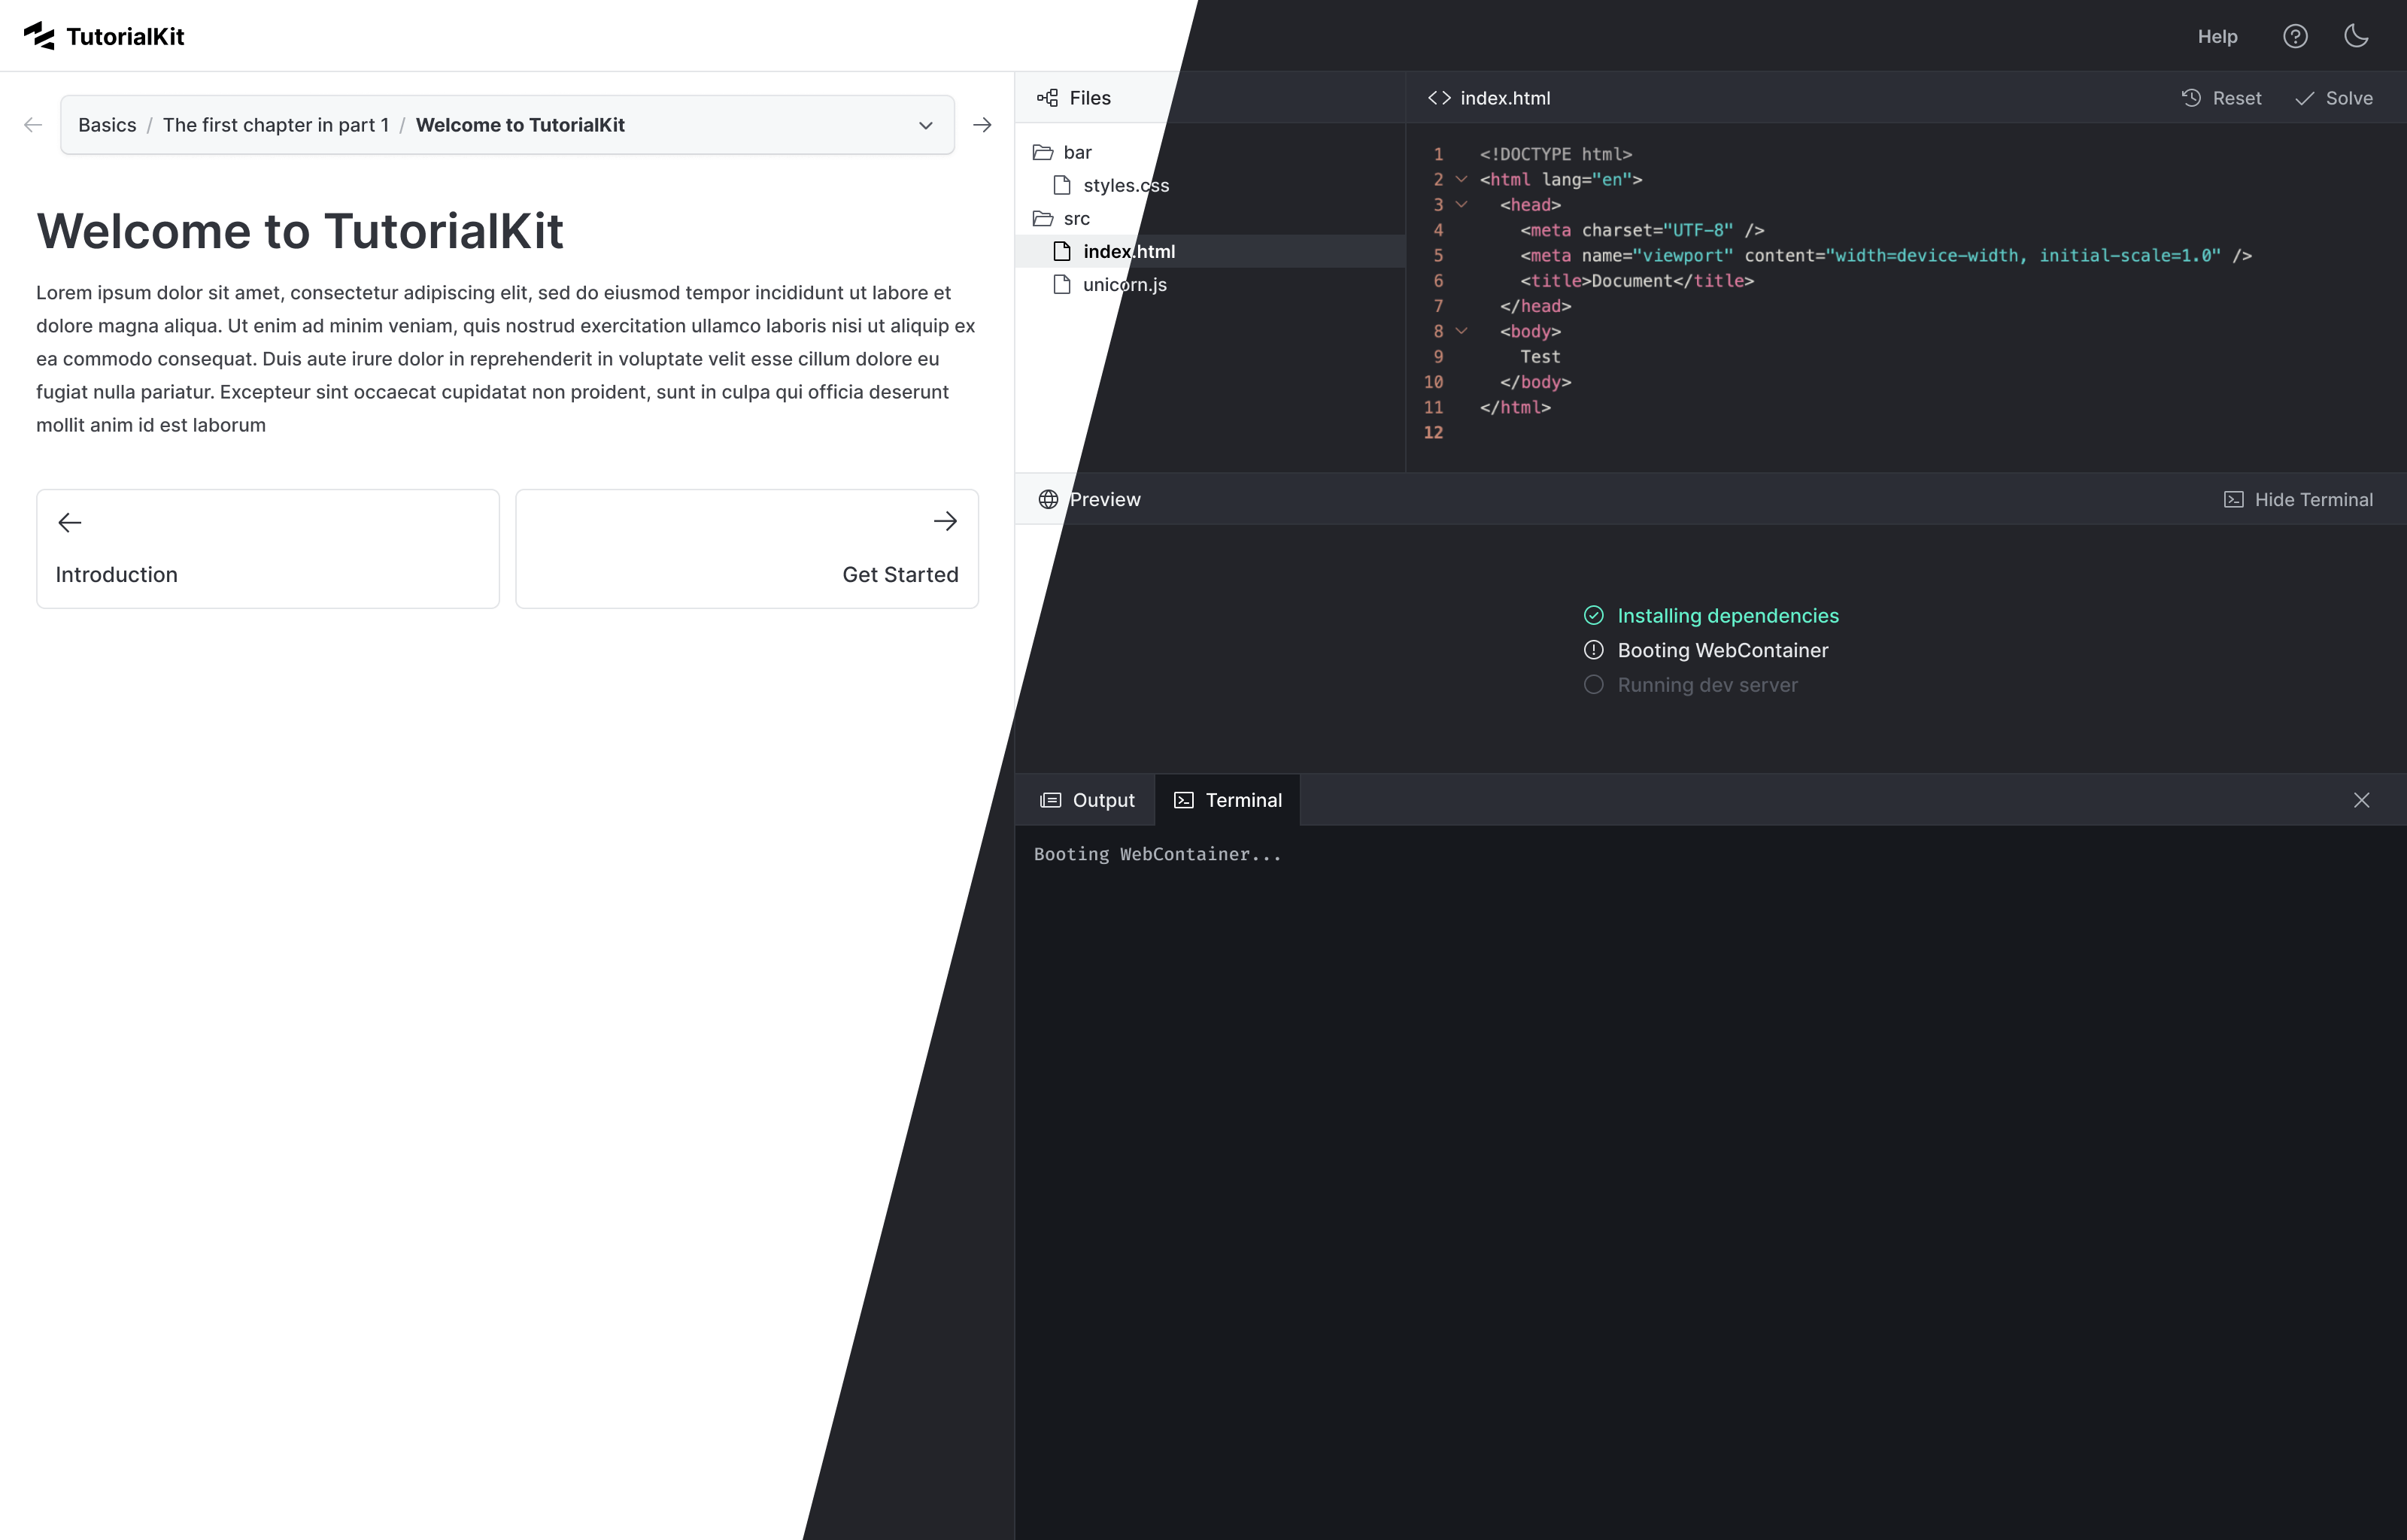 TutorialKit
Help
Basics / The first chapter in part 1 / Welcome to TutorialKit
Welcome to TutorialKit
Lorem ipsum dolor sit amet, consectetur adipiscing elit, sed do eiusmod tempor incididunt ut labore et
dolore magna aliqua. Ut enim ad minim veniam, quis nostrud exercitation ullamco laboris nisi ut aliquip ex
ea commodo consequat. Duis aute irure dolor in reprehenderit in voluptate velit esse cillum dolore eu
fugiat nulla pariatur. Excepteur sint occaecat cupidatat non proident, sunt in culpa qui officia deserunt
mollit anim id est laborum
Introduction
Get Started
Files
bar
styles.css
src
index.html
unicorn.js
index.html
Reset
Solve
1 <!DOCTYPE html>
2 <html lang="en">
3 <head>
4 <meta charset="UTF-8" />
5 <meta name="viewport" content="width=device-width, initial-scale=1.0" />
6 <title>Document</title>
7 </head>
8 <body>
9 Test
10 </body>
11 </html>
12
Preview
Hide Terminal
Installing dependencies
Booting WebContainer
Running dev server
Output
Terminal
Booting WebContainer...